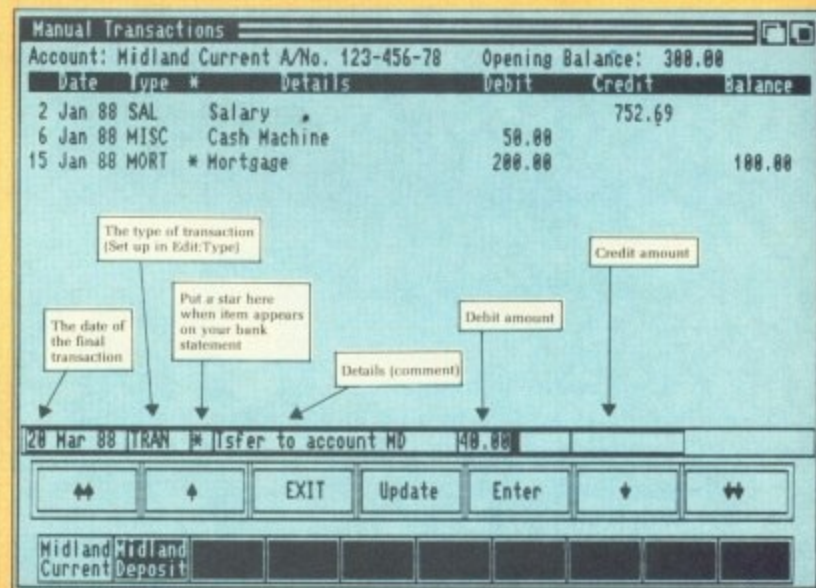 Manual Transactions
Account: Midland Current A/No. 123-456-78 Opening Balance: 300.00
Date Type * Details Debit Credit Balance
2 Jan 88 SAL Salary 752.69
6 Jan 88 MISC Cash Machine 50.00
15 Jan 88 MORT * Mortgage 200.00 100.00
The type of transaction
(Set up in Edit:Type)
Credit amount
Put a star here
when item appears
on your bank
statement
The date of
the final
transaction
Debit amount
Details (comment)
20 Mar 88 TRAN * Tsfer to account MD 40.00
EXIT Update Enter
Midland Current
Midland Deposit